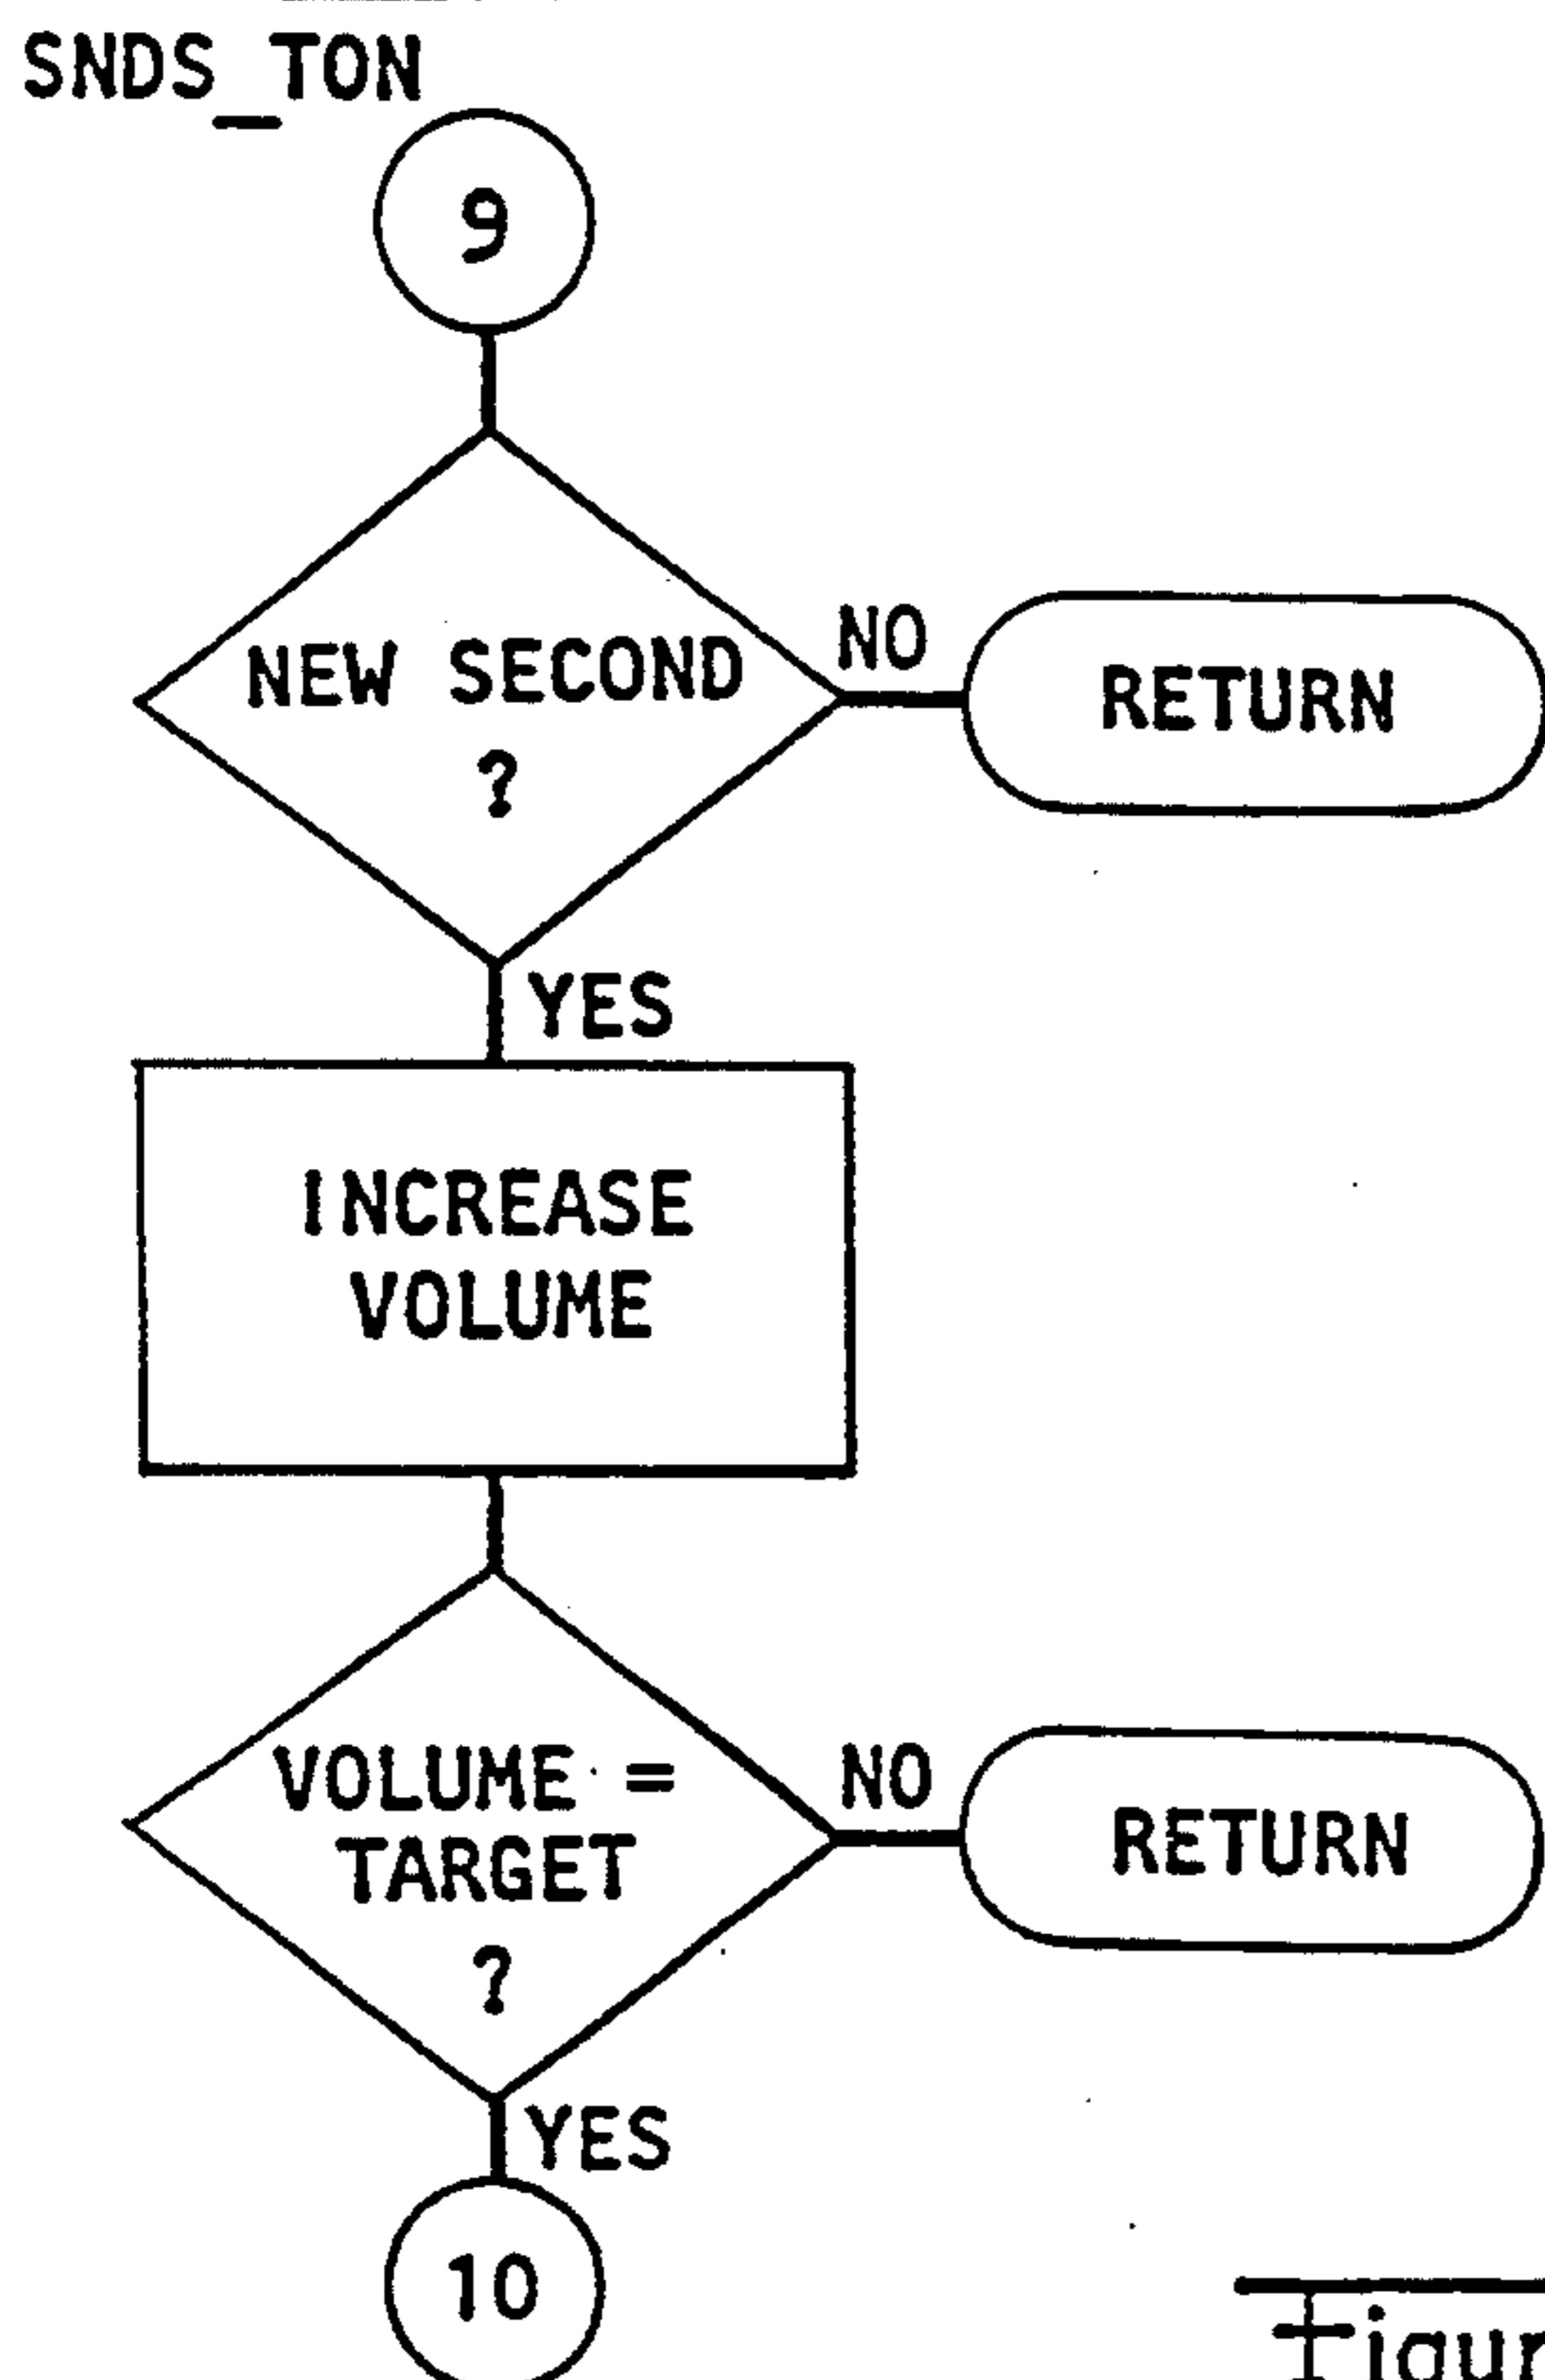 SNDS_TON
9
NEW SECOND
?
NO
RETURN
YES
INCREASE
VOLUME
VOLUME =
TARGET
?
NO
RETURN
YES
10